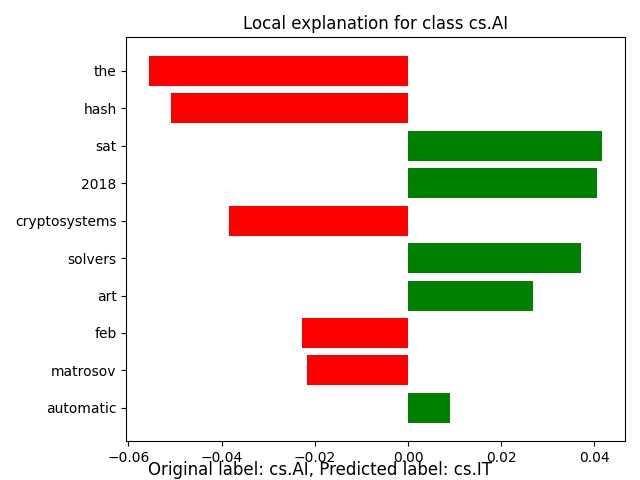 Local explanation for class cs.AI
the
hash
sat
2018
cryptosystems
solvers
art
feb
matrosov
automatic
−0.06 −0.04 −0.02 0.00 0.02 0.04
Original label: cs.AI, Predicted label: cs.IT